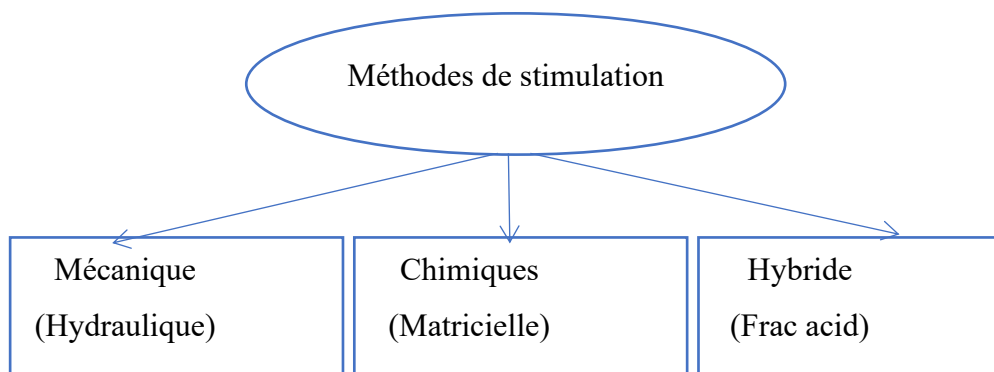 Méthodes de stimulation
Mécanique
(Hydraulique)
Chimiques
(Matricielle)
Hybride
(Frac acid)